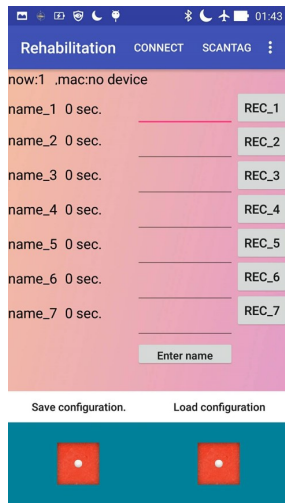 01:43
Rehabilitation CONNECT SCANTAG
now:1 ,mac:no device
name_1 0 sec. REC_1
name_2 0 sec. REC_2
name_3 0 sec. REC_3
name_4 0 sec. REC_4
name_5 0 sec. REC_5
name_6 0 sec. REC_6
name_7 0 sec. REC_7
Enter name
Save configuration. Load configuration